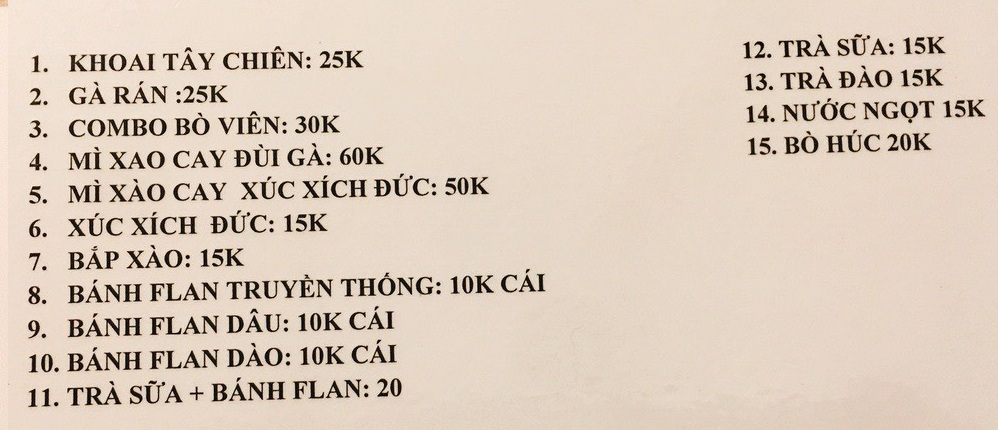 1. KHOAI TÂY CHIÊN: 25K
2. GÀ RÁN :25K
3. COMBO BÒ VIÊN: 30K
4. MÌ XAO CAY ĐÙI GÀ: 60K
5. MÌ XÀO CAY XÚC XÍCH ĐỨC: 50K
6. XÚC XÍCH ĐỨC: 15K
7. BẮP XÀO: 15K
8. BÁNH FLAN TRUYỀN THỐNG: 10K CÁI
9. BÁNH FLAN DÂU: 10K CÁI
10. BÁNH FLAN DÀO: 10K CÁI
11. TRÀ SỮA + BÁNH FLAN: 20
12. TRÀ SỮA: 15K
13. TRÀ ĐÀO 15K
14. NƯỚC NGỌT 15K
15. BÒ HÚC 20K